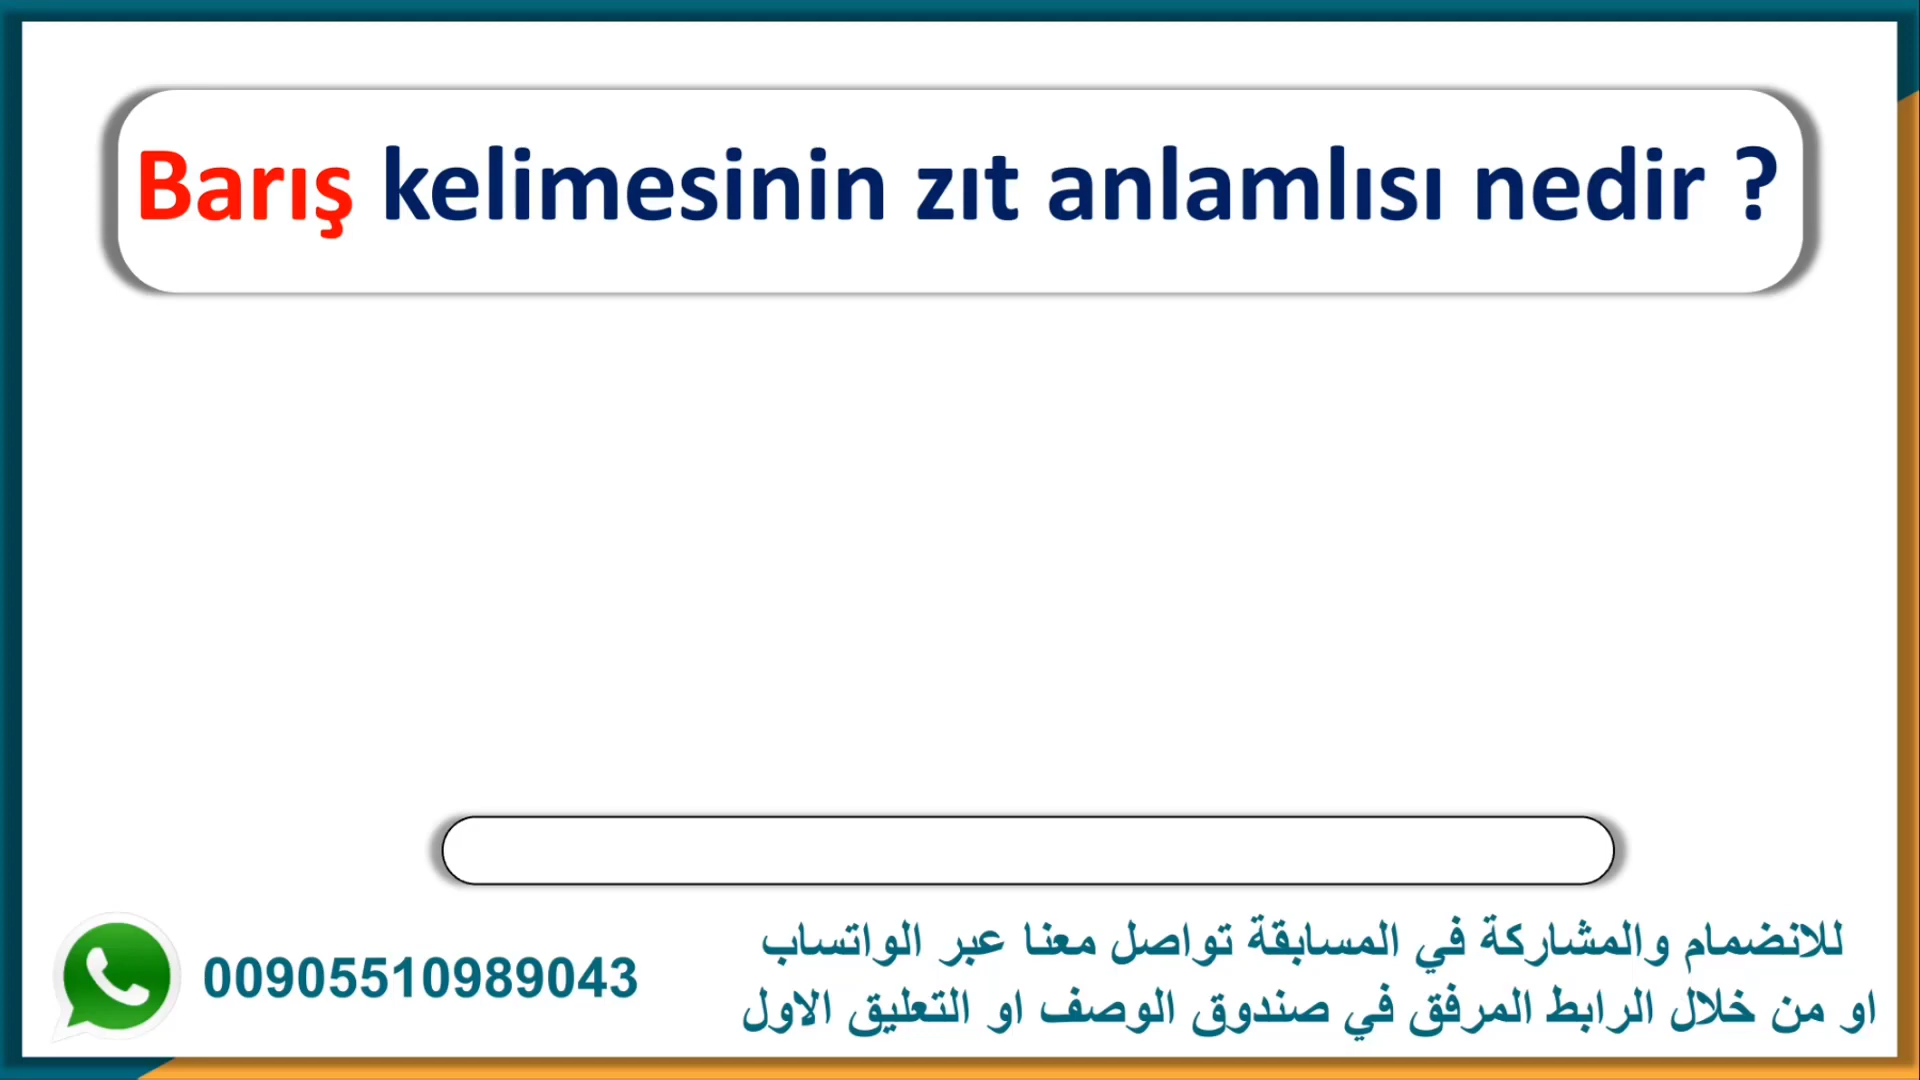 Barış kelimesinin zıt anlamlısı nedir ?
للانضمام والمشاركة في المسابقة تواصل معنا عبر الواتساب
او من خلال الرابط المرفق في صندوق الوصف او التعليق الاول
00905510989043